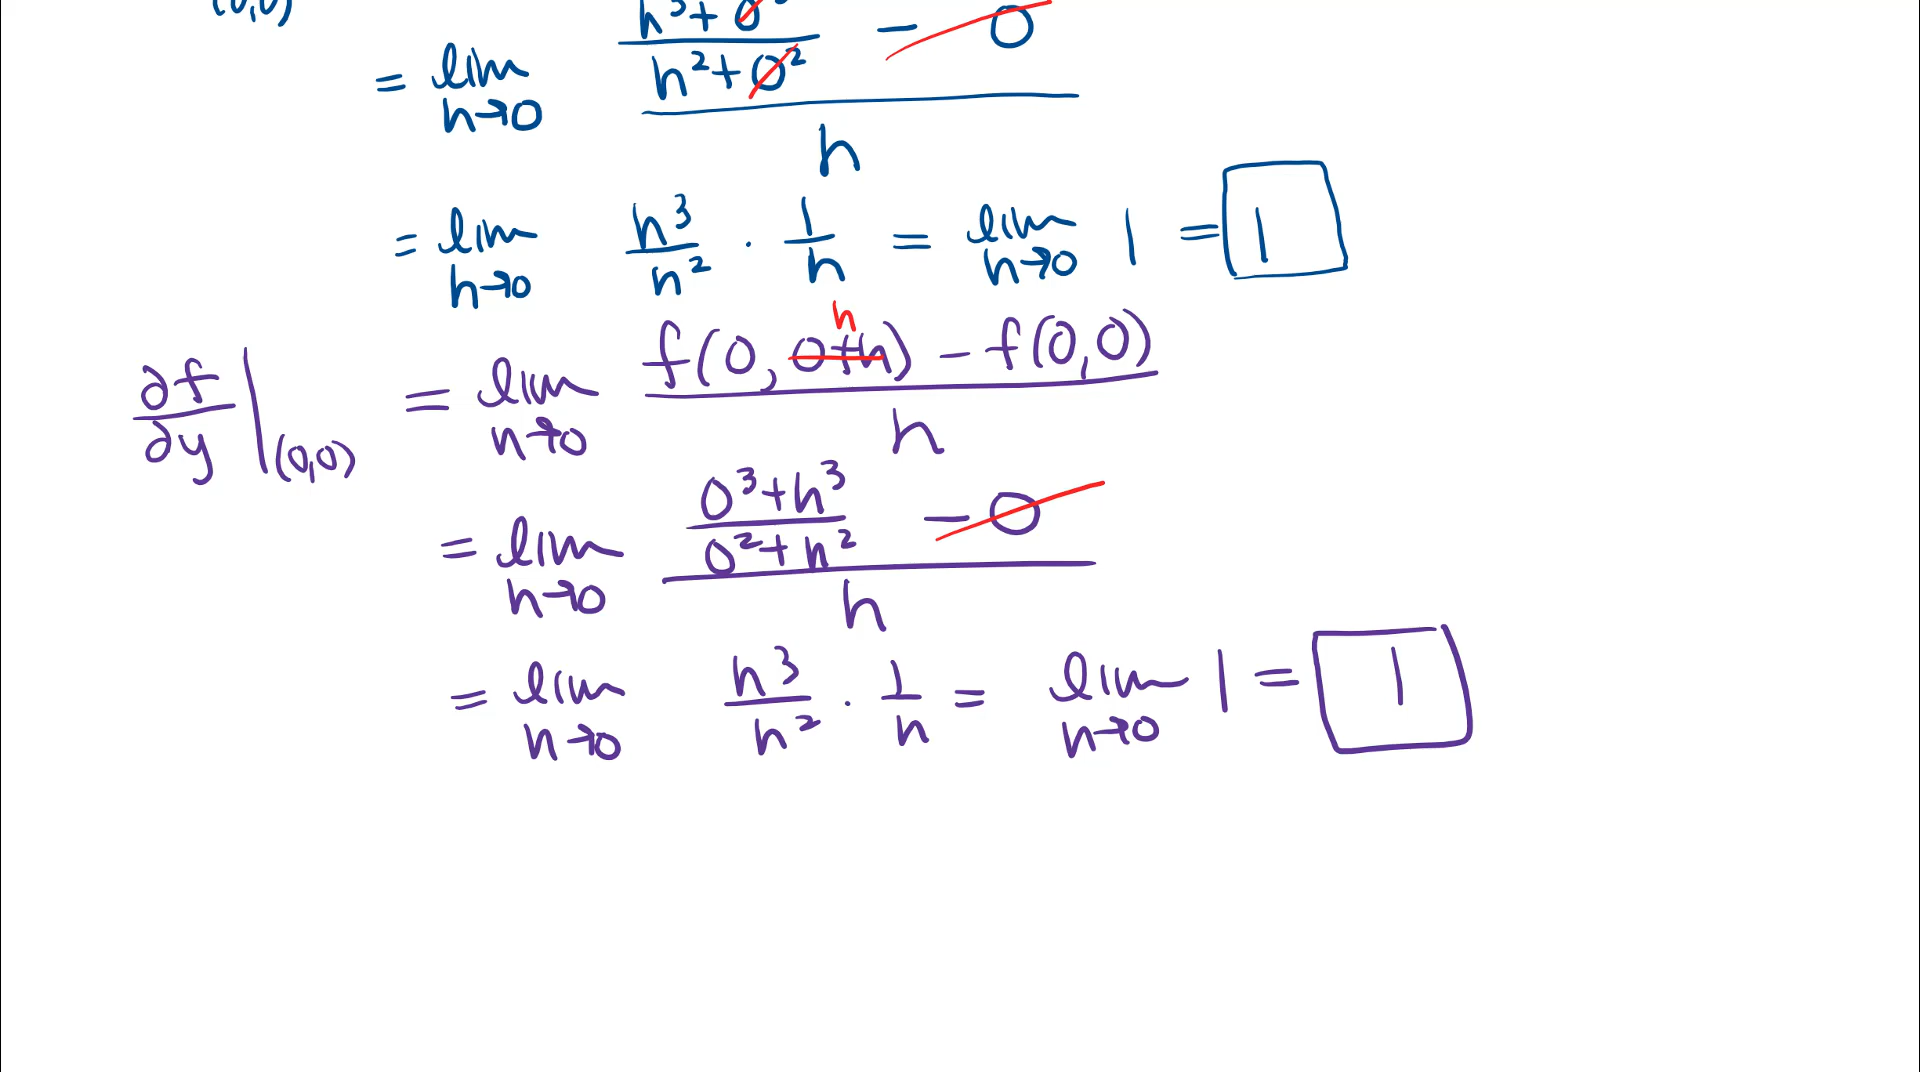 (0,0)
= lim h→0 (h³ + 0³)/(h² + 0²) − 0 / h
= lim h→0 h³/h² · 1/h = lim h→0 1 = 1
∂f/∂y |(0,0) = lim h→0 f(0, 0+h h) − f(0,0) / h
= lim h→0 (0³ + h³)/(0² + h²) − 0 / h
= lim h→0 h³/h² · 1/h = lim h→0 1 = 1